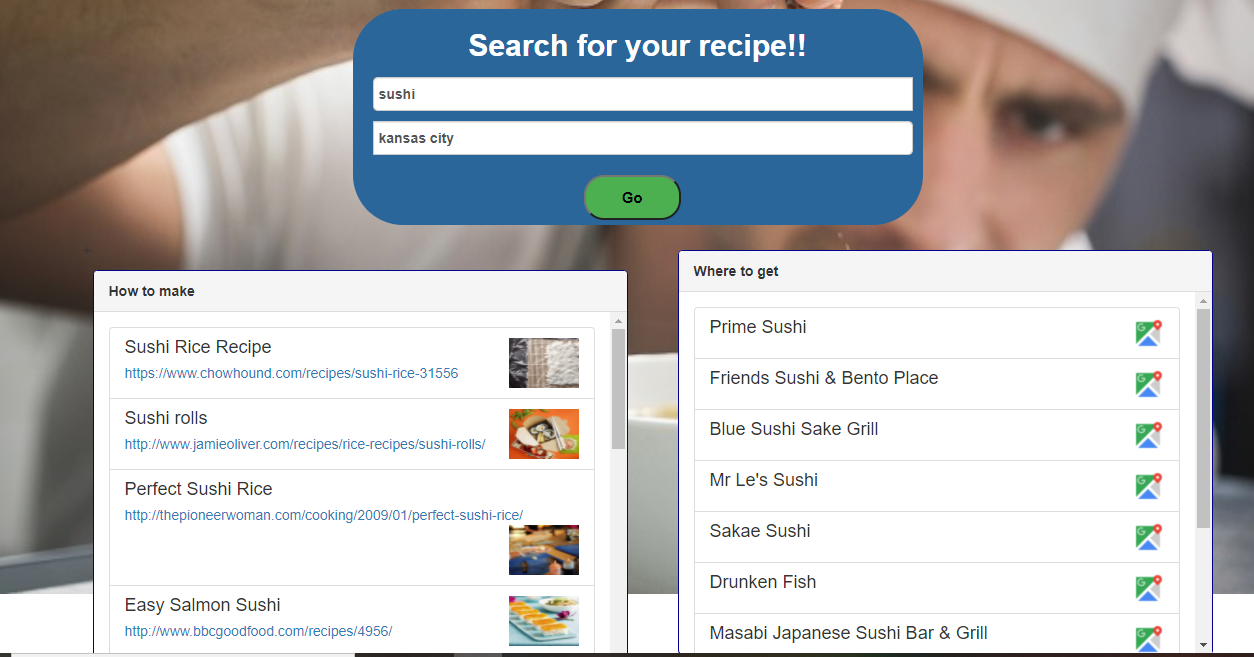 Search for your recipe!!
sushi
kansas city
Go
How to make
Sushi Rice Recipe
https://www.chowhound.com/recipes/sushi-rice-31556
Sushi rolls
http://www.jamieoliver.com/recipes/rice-recipes/sushi-rolls/
Perfect Sushi Rice
http://thepioneerwoman.com/cooking/2009/01/perfect-sushi-rice/
Easy Salmon Sushi
http://www.bbcgoodfood.com/recipes/4956/
Where to get
Prime Sushi
Friends Sushi & Bento Place
Blue Sushi Sake Grill
Mr Le's Sushi
Sakae Sushi
Drunken Fish
Masabi Japanese Sushi Bar & Grill